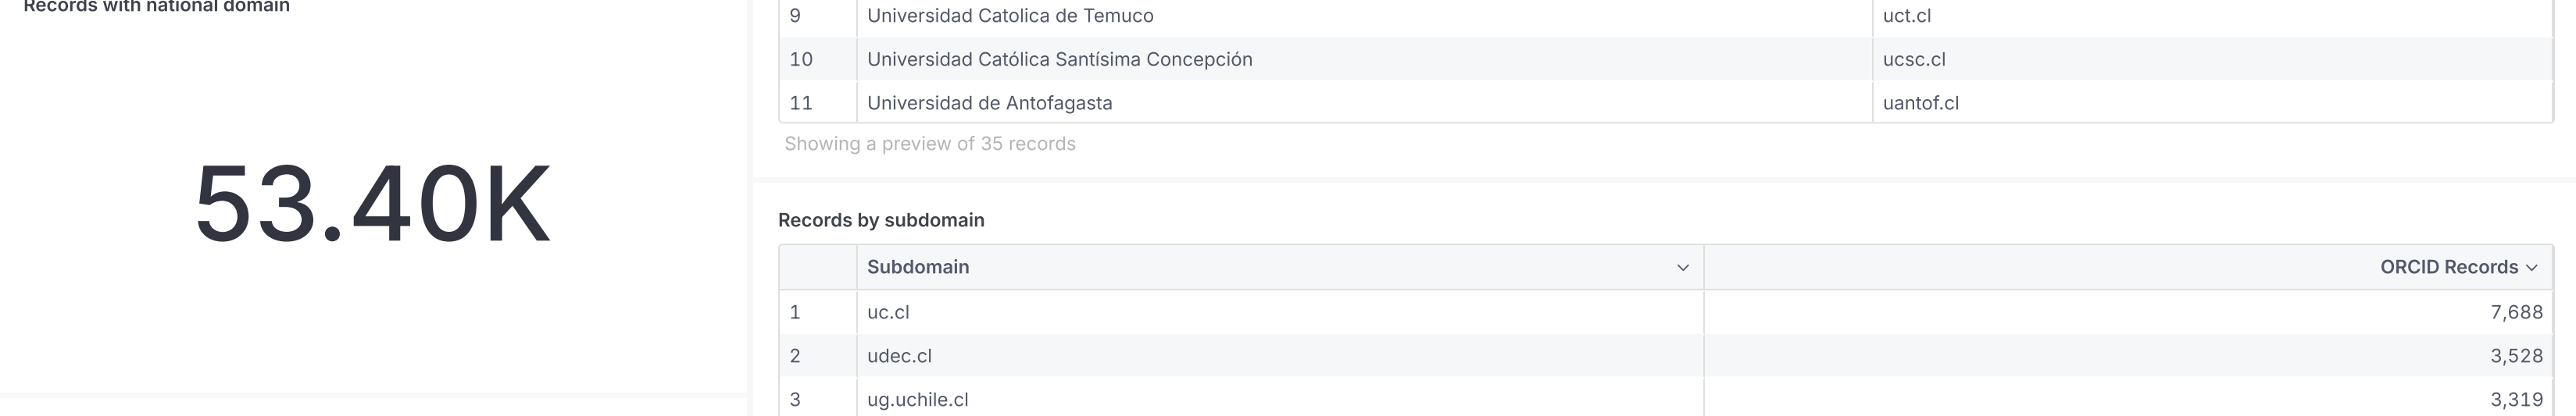 Records with national domain
53.40K
9 Universidad Catolica de Temuco uct.cl
10 Universidad Católica Santísima Concepción ucsc.cl
11 Universidad de Antofagasta uantof.cl
Showing a preview of 35 records
Records by subdomain
Subdomain ORCID Records
1 uc.cl 7,688
2 udec.cl 3,528
3 ug.uchile.cl 3,319